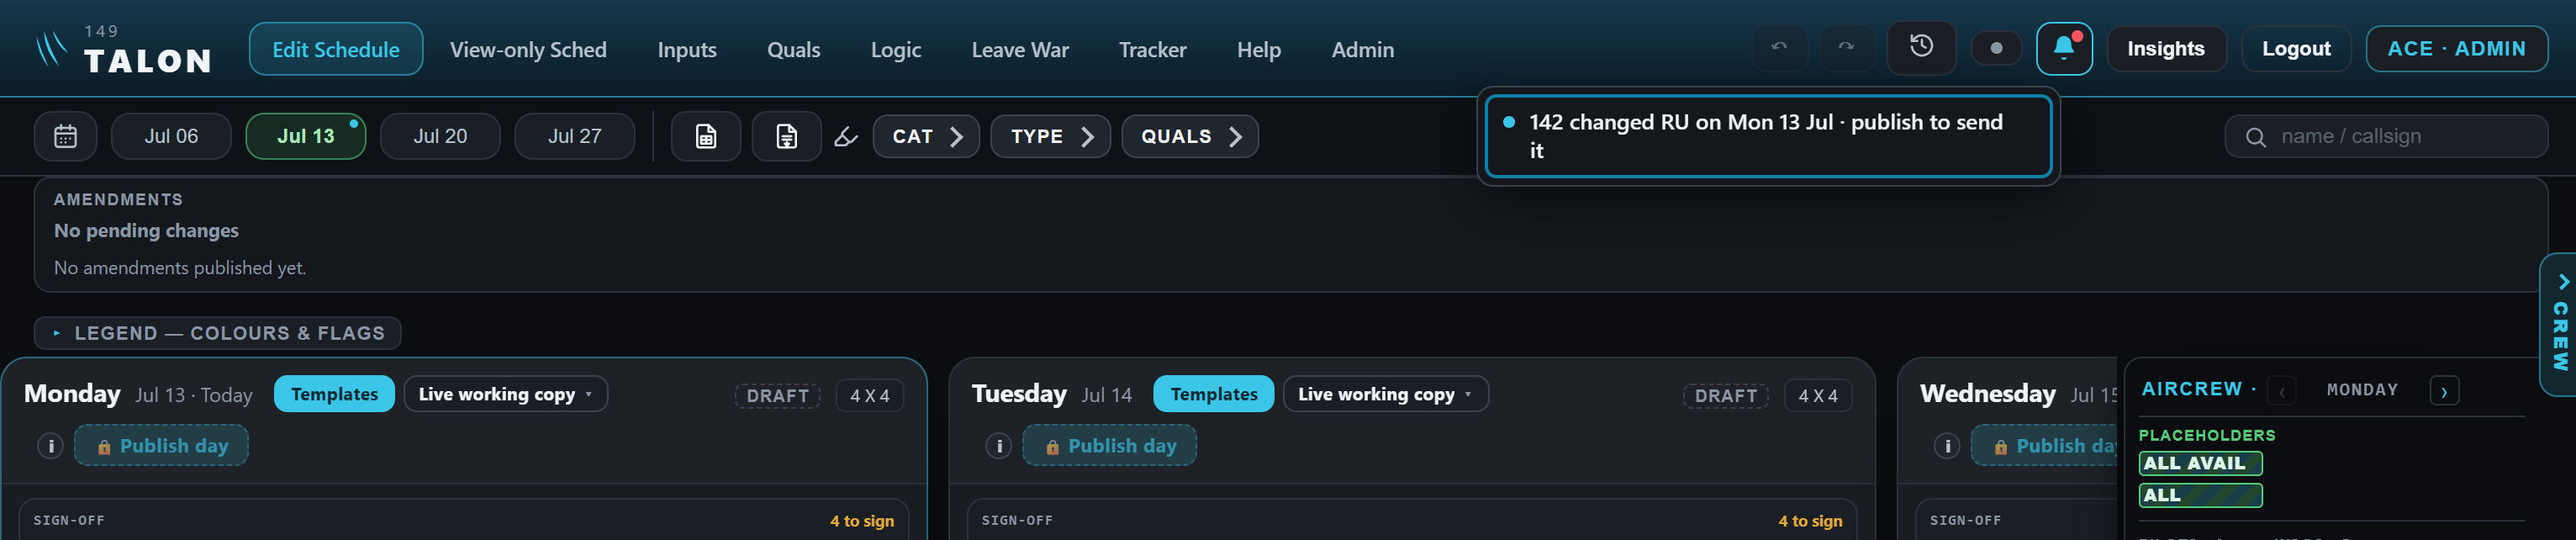 149
TALON
Edit Schedule
View-only Sched
Inputs
Quals
Logic
Leave War
Tracker
Help
Admin
Insights
Logout
ACE · ADMIN
Jul 06
Jul 13
Jul 20
Jul 27
CAT
TYPE
QUALS
142 changed RU on Mon 13 Jul · publish to send
it
name / callsign
AMENDMENTS
No pending changes
No amendments published yet.
CREW
LEGEND — COLOURS & FLAGS
Monday Jul 13 · Today Templates Live working copy DRAFT 4 X 4
i Publish day
SIGN-OFF 4 to sign
Tuesday Jul 14 Templates Live working copy DRAFT 4 X 4
i Publish day
SIGN-OFF 4 to sign
Wednesday Jul 15
i Publish day
SIGN-OFF
AIRCREW · MONDAY
PLACEHOLDERS
ALL AVAIL
ALL